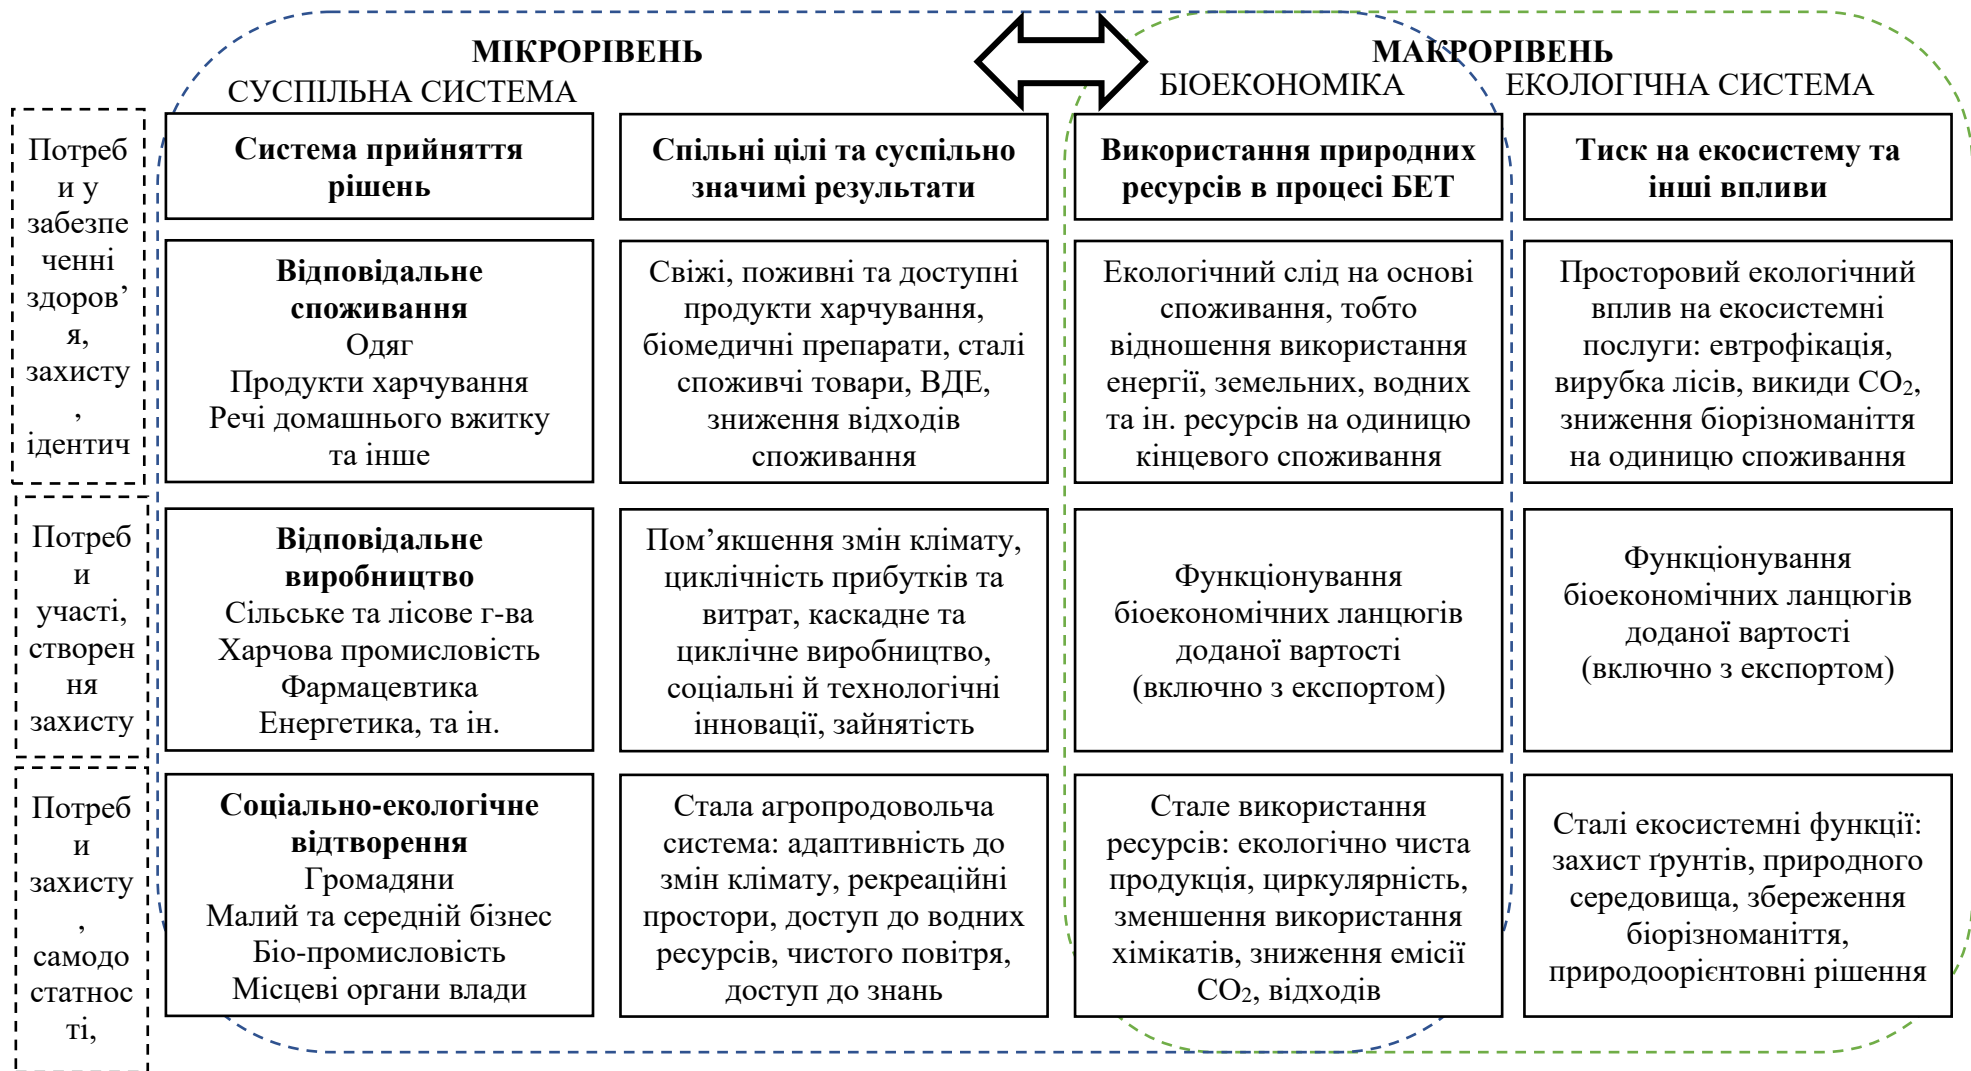 МІКРОРІВЕНЬ
МАКРОРІВЕНЬ
СУСПІЛЬНА СИСТЕМА
БІОЕКОНОМІКА
ЕКОЛОГІЧНА СИСТЕМА
Потреб
и у
забезпе
ченні
здоров’
я,
захисту
,
ідентич
Система прийняття
рішень
Спільні цілі та суспільно
значимі результати
Використання природних
ресурсів в процесі БЕТ
Тиск на екосистему та
інші впливи
Відповідальне
споживання
Одяг
Продукти харчування
Речі домашнього вжитку
та інше
Свіжі, поживні та доступні
продукти харчування,
біомедичні препарати, сталі
споживчі товари, ВДЕ,
зниження відходів
споживання
Екологічний слід на основі
споживання, тобто
відношення використання
енергії, земельних, водних
та ін. ресурсів на одиницю
кінцевого споживання
Просторовий екологічний
вплив на екосистемні
послуги: евтрофікація,
вирубка лісів, викиди СО₂,
зниження біорізноманіття
на одиницю споживання
Потреб
и
участі,
створен
ня
захисту
Відповідальне
виробництво
Сільське та лісове г-ва
Харчова промисловість
Фармацевтика
Енергетика, та ін.
Пом’якшення змін клімату,
циклічність прибутків та
витрат, каскадне та
циклічне виробництво,
соціальні й технологічні
інновації, зайнятість
Функціонування
біоекономічних ланцюгів
доданої вартості
(включно з експортом)
Функціонування
біоекономічних ланцюгів
доданої вартості
(включно з експортом)
Потреб
и
захисту
,
самодо
статнос
ті,
Соціально-екологічне
відтворення
Громадяни
Малий та середній бізнес
Біо-промисловість
Місцеві органи влади
Стала агропродовольча
система: адаптивність до
змін клімату, рекреаційні
простори, доступ до водних
ресурсів, чистого повітря,
доступ до знань
Стале використання
ресурсів: екологічно чиста
продукція, циркулярність,
зменшення використання
хімікатів, зниження емісії
СО₂, відходів
Сталі екосистемні функції:
захист ґрунтів, природного
середовища, збереження
біорізноманіття,
природоорієнтовні рішення